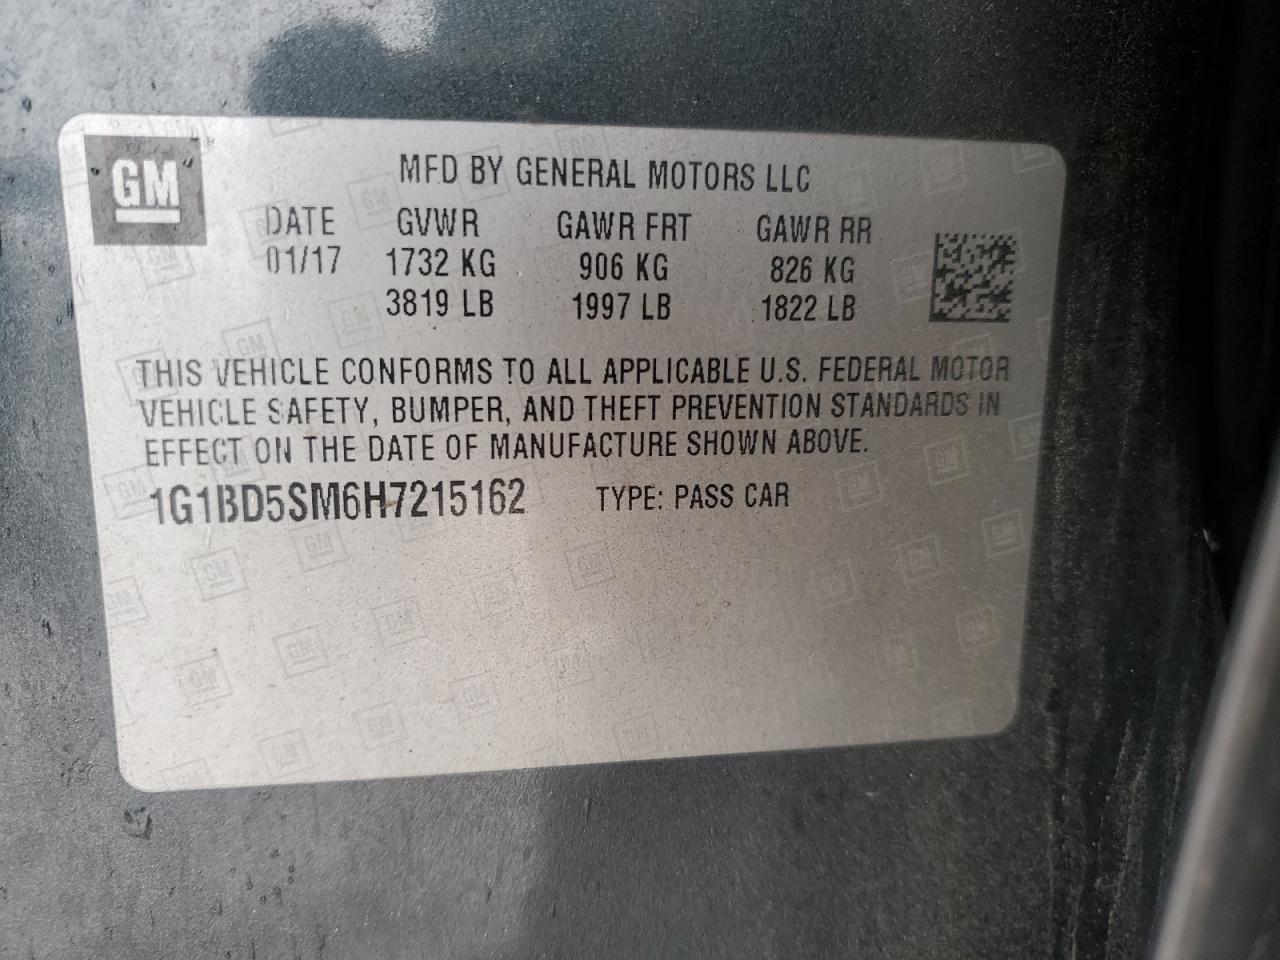 GM
MFD BY GENERAL MOTORS LLC
DATE GVWR GAWR FRT GAWR RR
01/17 1732 KG 906 KG 826 KG
3819 LB 1997 LB 1822 LB
THIS VEHICLE CONFORMS TO ALL APPLICABLE U.S. FEDERAL MOTOR
VEHICLE SAFETY, BUMPER, AND THEFT PREVENTION STANDARDS IN
EFFECT ON THE DATE OF MANUFACTURE SHOWN ABOVE.
1G1BD5SM6H7215162 TYPE: PASS CAR